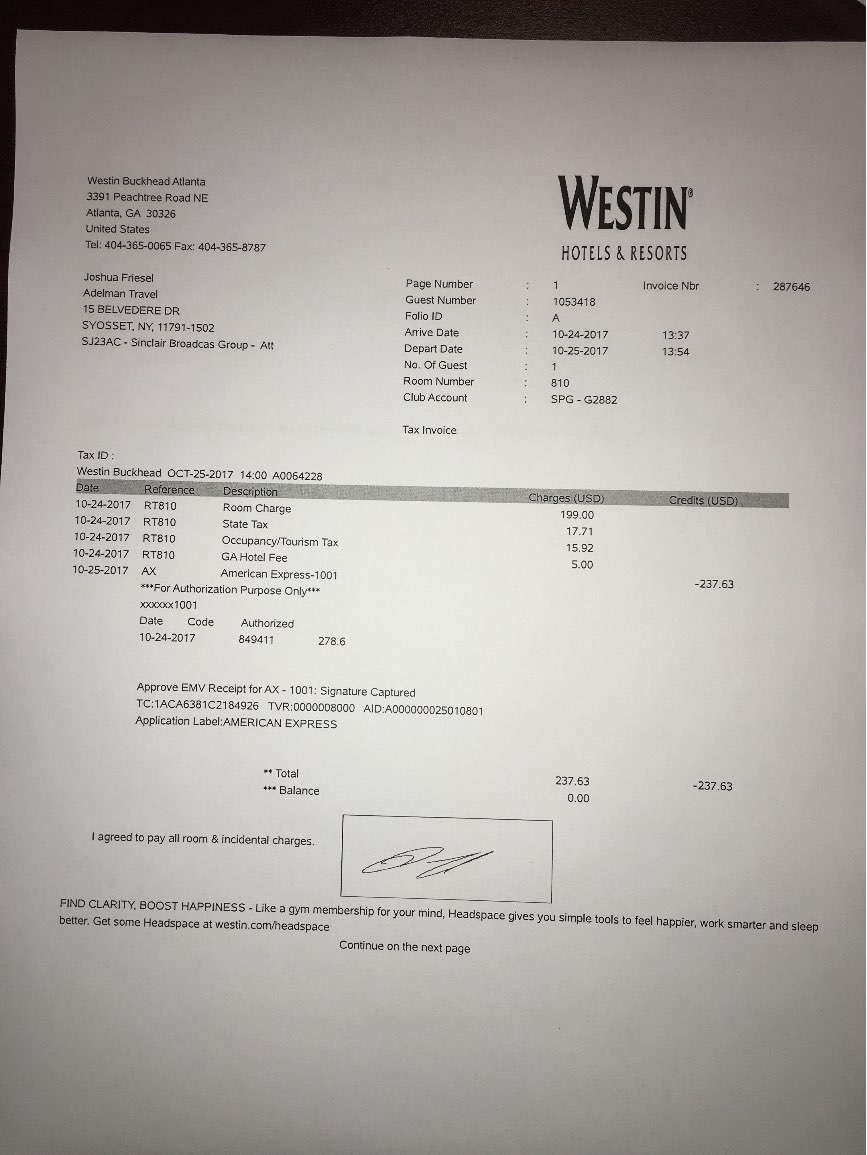 Westin Buckhead Atlanta
3391 Peachtree Road NE
Atlanta, GA 30326
United States
Tel: 404-365-0065 Fax: 404-365-8787
WESTIN®
HOTELS & RESORTS
Joshua Friesel
Adelman Travel
15 BELVEDERE DR
SYOSSET, NY, 11791-1502
SJ23AC - Sinclair Broadcas Group - Att
Page Number : 1 Invoice Nbr : 287646
Guest Number : 1053418
Folio ID : A
Arrive Date : 10-24-2017 13:37
Depart Date : 10-25-2017 13:54
No. Of Guest : 1
Room Number : 810
Club Account : SPG - G2882
Tax Invoice
Tax ID :
Westin Buckhead OCT-25-2017 14:00 A0064228
Date Reference Description Charges (USD) Credits (USD)
10-24-2017 RT810 Room Charge 199.00
10-24-2017 RT810 State Tax 17.71
10-24-2017 RT810 Occupancy/Tourism Tax 15.92
10-24-2017 RT810 GA Hotel Fee 5.00
10-25-2017 AX American Express-1001 -237.63
***For Authorization Purpose Only***
xxxxxx1001
Date Code Authorized
10-24-2017 849411 278.6
Approve EMV Receipt for AX - 1001: Signature Captured
TC:1ACA6381C2184926 TVR:0000008000 AID:A000000025010801
Application Label:AMERICAN EXPRESS
** Total 237.63 -237.63
*** Balance 0.00
I agreed to pay all room & incidental charges.
FIND CLARITY, BOOST HAPPINESS - Like a gym membership for your mind, Headspace gives you simple tools to feel happier, work smarter and sleep
better. Get some Headspace at westin.com/headspace
Continue on the next page